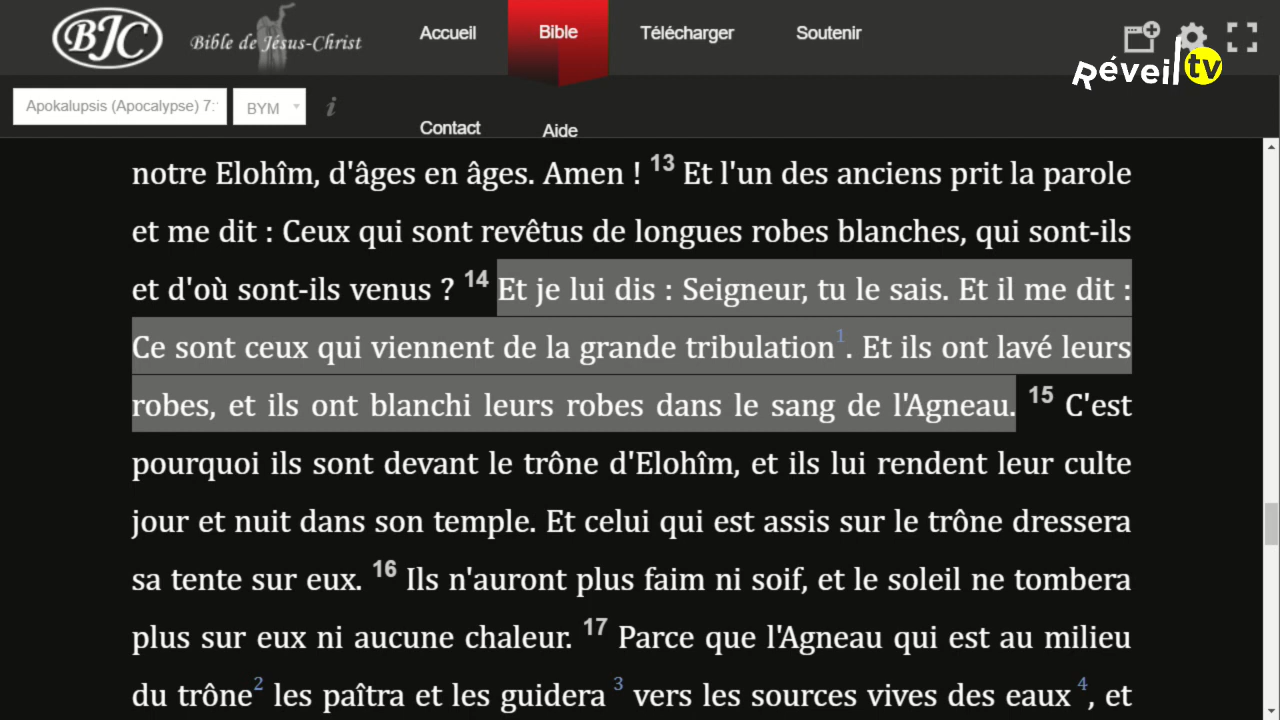 BJC Bible de Jésus-Christ
Accueil Bible Télécharger Soutenir
Réveil tv
Apokalupsis (Apocalypse) 7: BYM i
Contact Aide
notre Elohîm, d'âges en âges. Amen ! 13 Et l'un des anciens prit la parole
et me dit : Ceux qui sont revêtus de longues robes blanches, qui sont-ils
et d'où sont-ils venus ? 14 Et je lui dis : Seigneur, tu le sais. Et il me dit :
Ce sont ceux qui viennent de la grande tribulation1. Et ils ont lavé leurs
robes, et ils ont blanchi leurs robes dans le sang de l'Agneau. 15 C'est
pourquoi ils sont devant le trône d'Elohîm, et ils lui rendent leur culte
jour et nuit dans son temple. Et celui qui est assis sur le trône dressera
sa tente sur eux. 16 Ils n'auront plus faim ni soif, et le soleil ne tombera
plus sur eux ni aucune chaleur. 17 Parce que l'Agneau qui est au milieu
du trône2 les paîtra et les guidera 3 vers les sources vives des eaux 4, et